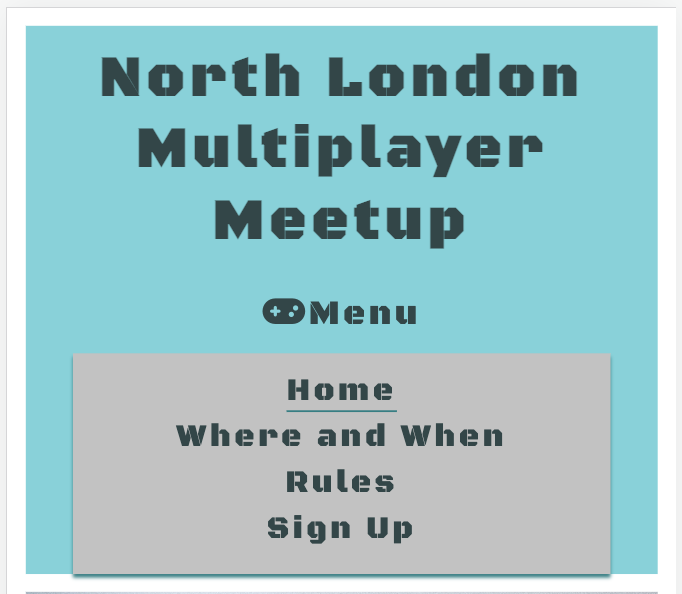 North London
Multiplayer
Meetup
Menu
Home
Where and When
Rules
Sign Up